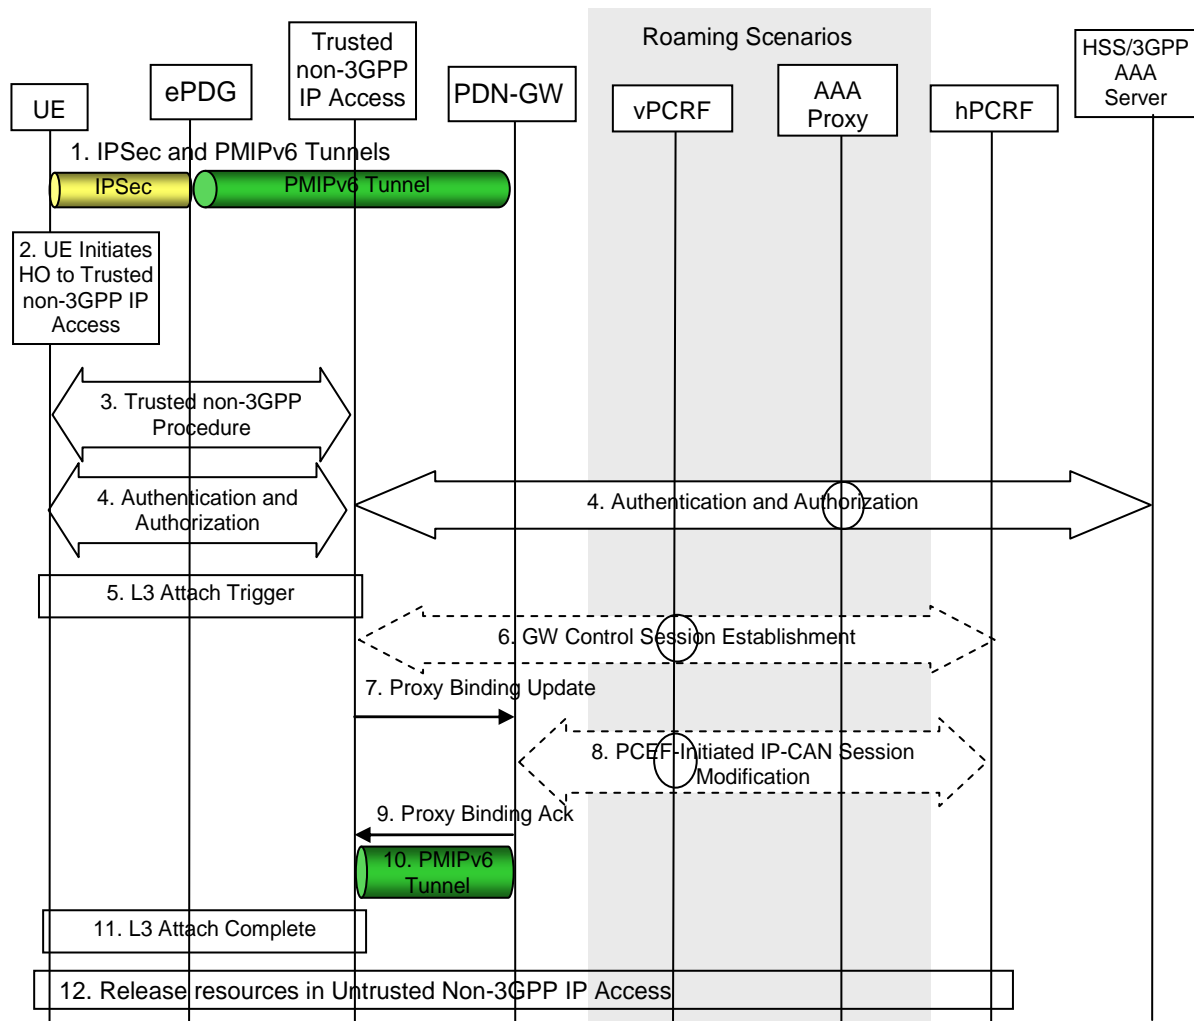 Roaming Scenarios
UE
ePDG
Trusted
non-3GPP
IP Access
PDN-GW
vPCRF
AAA
Proxy
hPCRF
HSS/3GPP
AAA
Server
1. IPSec and PMIPv6 Tunnels
IPSec
PMIPv6 Tunnel
2. UE Initiates
HO to Trusted
non-3GPP IP
Access
3. Trusted non-3GPP
Procedure
4. Authentication and
Authorization
4. Authentication and Authorization
5. L3 Attach Trigger
6. GW Control Session Establishment
7. Proxy Binding Update
8. PCEF-Initiated IP-CAN Session
Modification
9. Proxy Binding Ack
10. PMIPv6
Tunnel
11. L3 Attach Complete
12. Release resources in Untrusted Non-3GPP IP Access